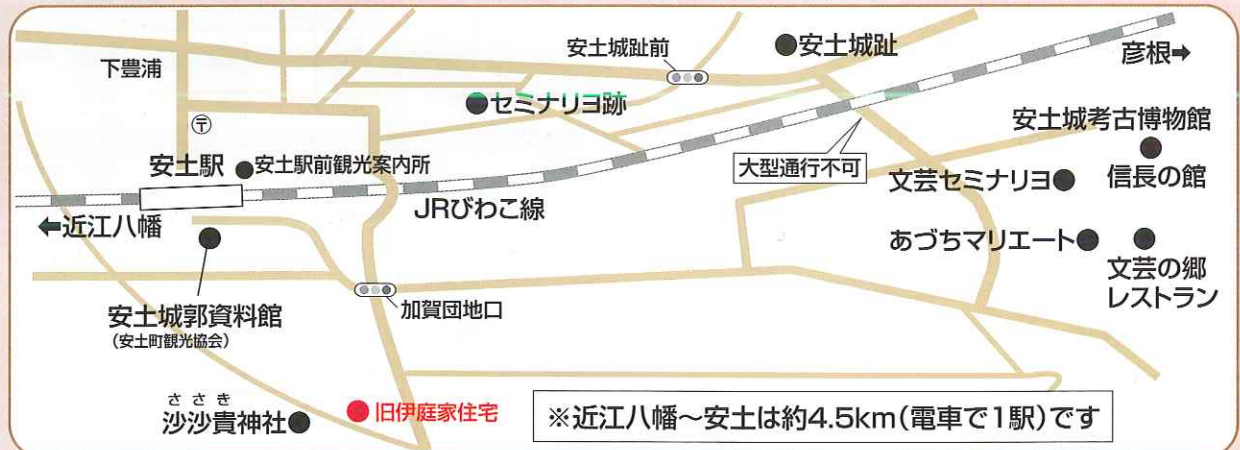 安土城趾前
安土城趾
彦根➡
下豊浦
セミナリヨ跡
〒
安土城考古博物館
安土駅
安土駅前観光案内所
大型通行不可
文芸セミナリヨ
信長の館
⬅近江八幡
JRびわこ線
あづちマリエート
文芸の郷
レストラン
安土城郭資料館
(安土町観光協会)
加賀団地口
ささき
沙沙貴神社
旧伊庭家住宅
※近江八幡～安土は約4.5km(電車で1駅)です